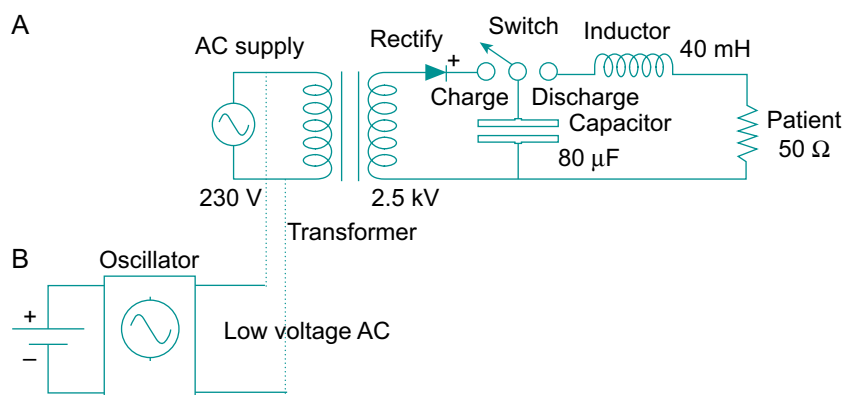 A
AC supply
Rectify
Switch
Inductor
40 mH
+
Charge
Discharge
Capacitor
80 μF
Patient
50 Ω
230 V
2.5 kV
Transformer
B
Oscillator
+
–
Low voltage AC